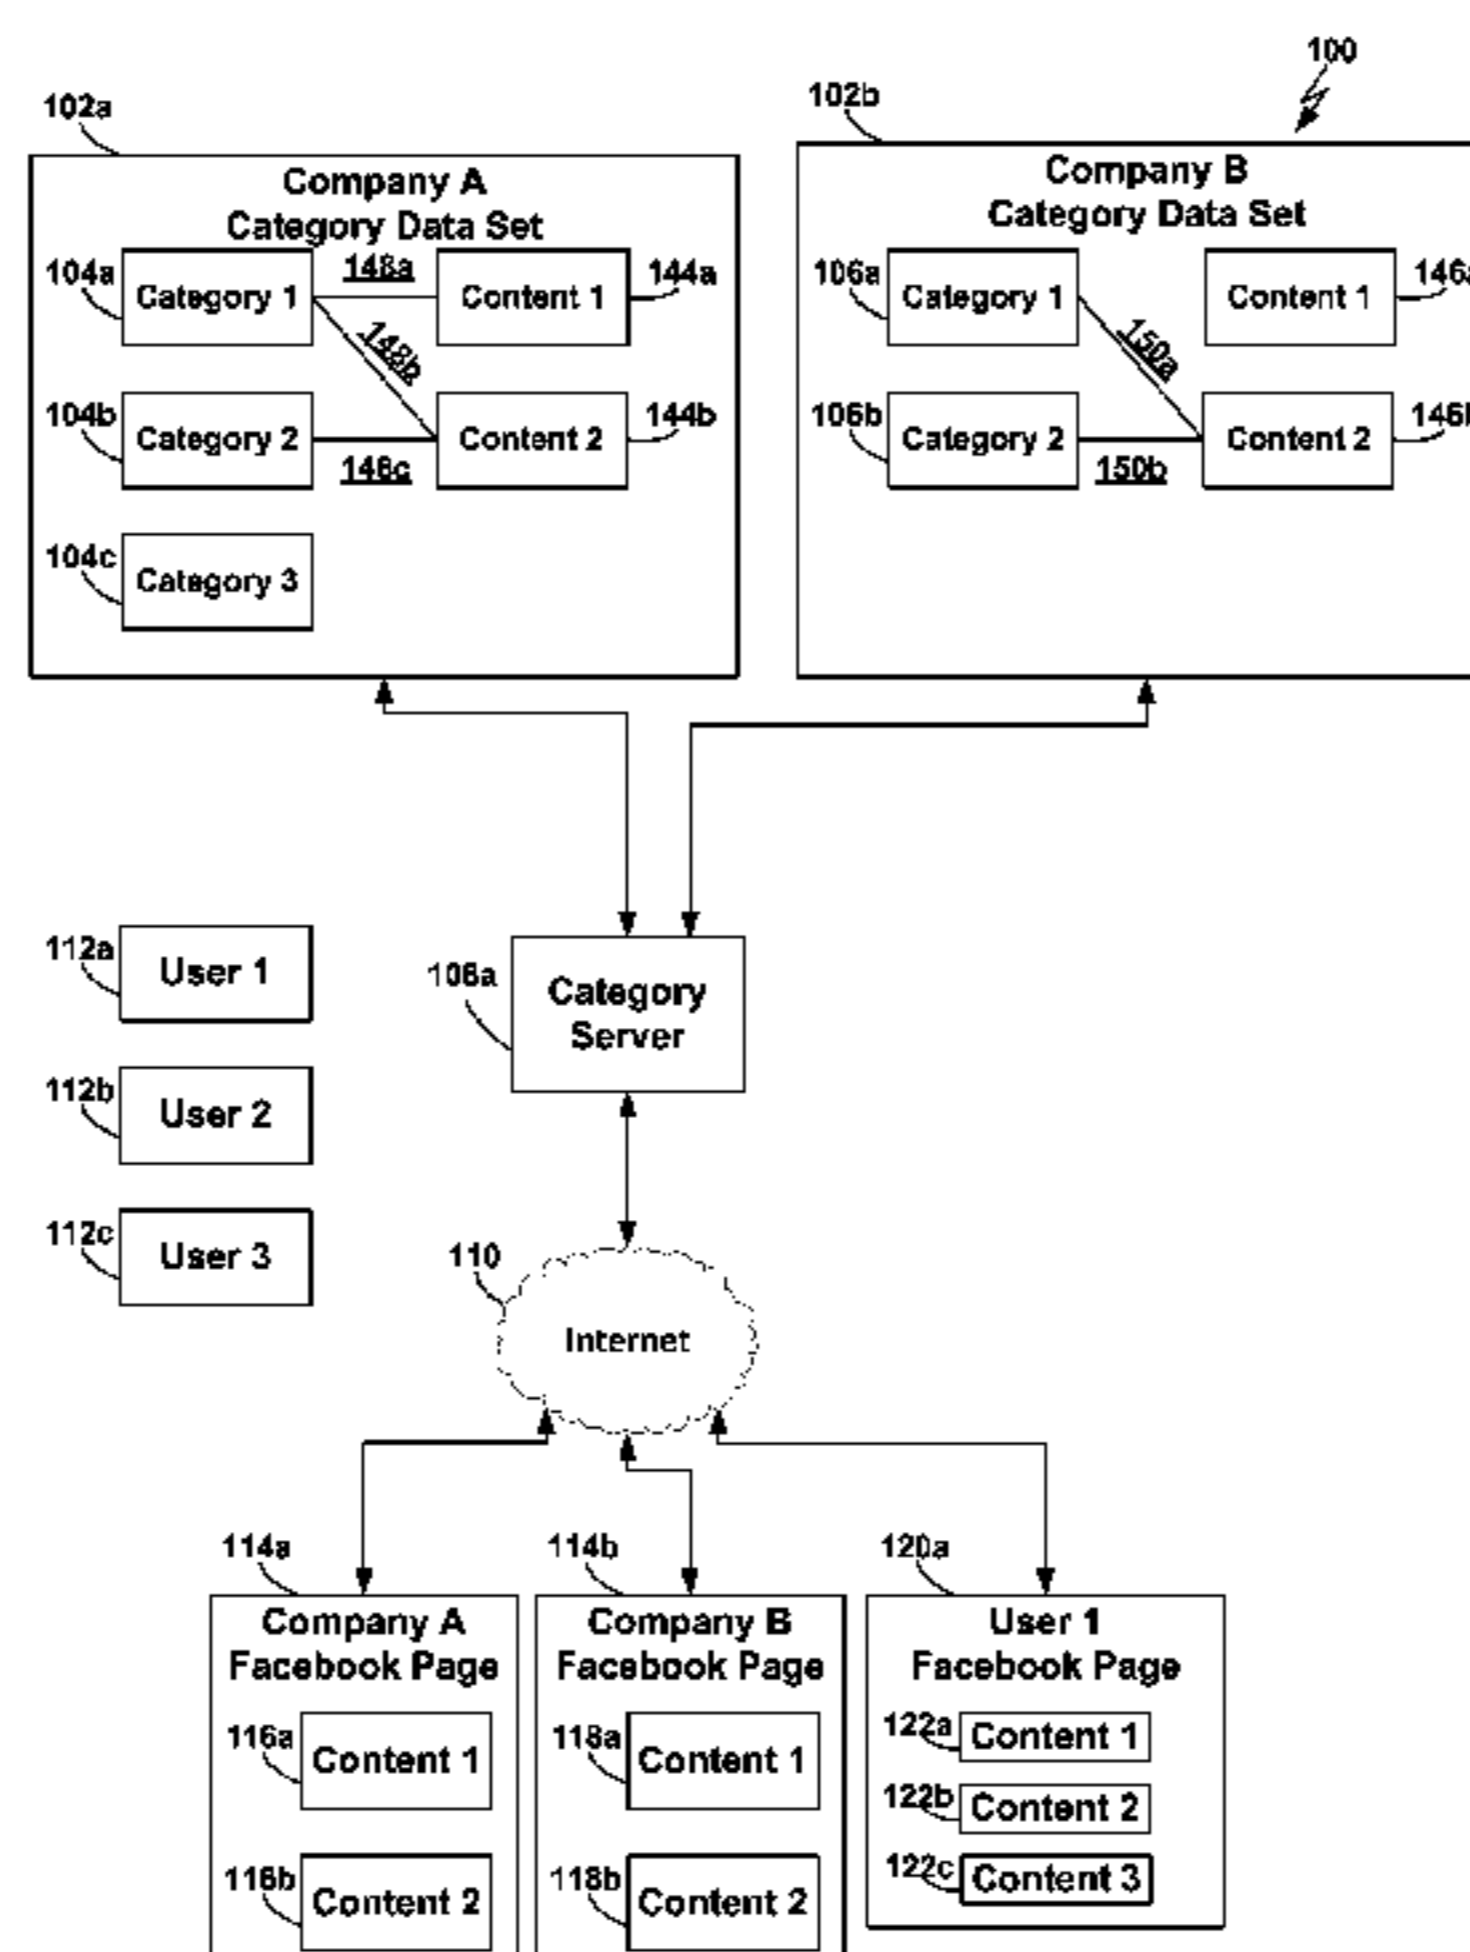 100
102a
102b
Company A
Category Data Set
Company B
Category Data Set
104a
Category 1
148a
Content 1
144a
106a
Category 1
Content 1
148b
150a
104b
Category 2
Content 2
144b
106b
Category 2
Content 2
148c
150b
104c
Category 3
112a
User 1
108a
Category
Server
112b
User 2
112c
User 3
110
Internet
114a
114b
120a
Company A
Facebook Page
Company B
Facebook Page
User 1
Facebook Page
116a
Content 1
118a
Content 1
122a
Content 1
122b
Content 2
116b
Content 2
118b
Content 2
122c
Content 3